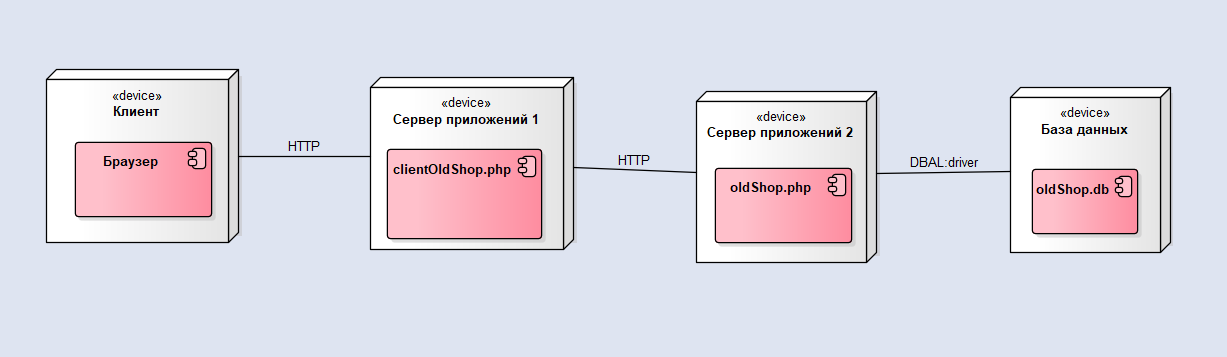 «device»
Клиент
Браузер
HTTP
«device»
Сервер приложений 1
clientOldShop.php
HTTP
«device»
Сервер приложений 2
oldShop.php
DBAL:driver
«device»
База данных
oldShop.db